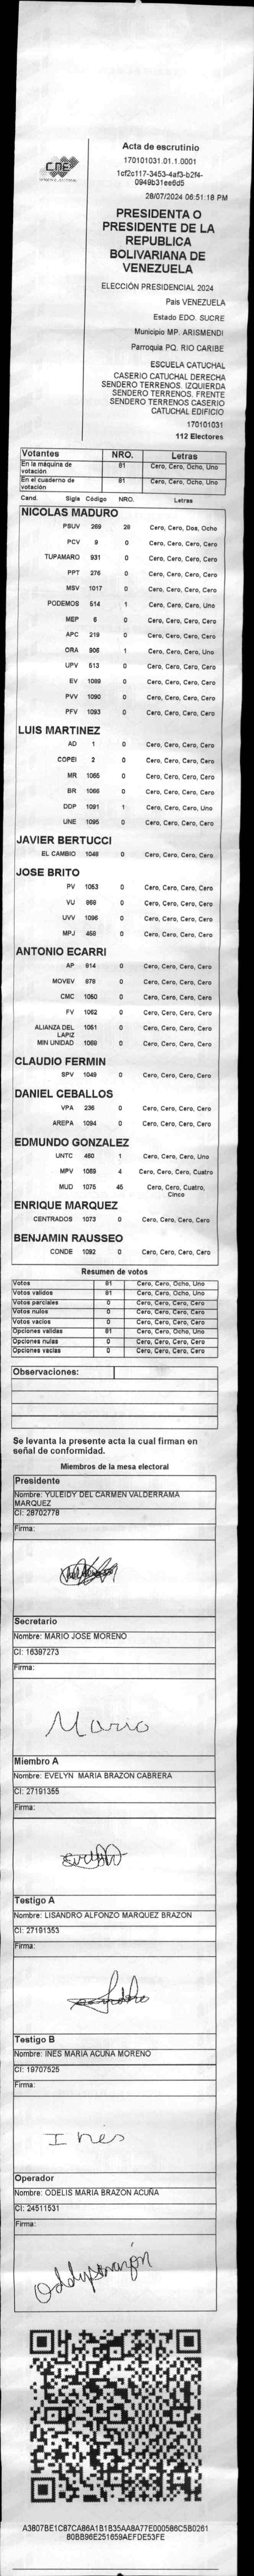 CNE
Acta de escrutinio
170101031.01.1.0001
1cf2c117-3453-4af3-b2f4-
0949b31ee6d5
28/07/2024 06:51:18 PM
PRESIDENTA O
PRESIDENTE DE LA
REPUBLICA
BOLIVARIANA DE
VENEZUELA
ELECCIÓN PRESIDENCIAL 2024
País VENEZUELA
Estado EDO. SUCRE
Municipio MP. ARISMENDI
Parroquia PQ. RIO CARIBE
ESCUELA CATUCHAL
CASERIO CATUCHAL DERECHA
SENDERO TERRENOS. IZQUIERDA
SENDERO TERRENOS. FRENTE
SENDERO TERRENOS CASERIO
CATUCHAL EDIFICIO
170101031
112 Electores
Votantes NRO. Letras
En la máquina de votación 81 Cero, Cero, Ocho, Uno
En el cuaderno de votación 81 Cero, Cero, Ocho, Uno
Cand. Sigla Código NRO. Letras
NICOLAS MADURO
PSUV 269 28 Cero, Cero, Dos, Ocho
PCV 9 0 Cero, Cero, Cero, Cero
TUPAMARO 931 0 Cero, Cero, Cero, Cero
PPT 276 0 Cero, Cero, Cero, Cero
MSV 1017 0 Cero, Cero, Cero, Cero
PODEMOS 514 1 Cero, Cero, Cero, Uno
MEP 6 0 Cero, Cero, Cero, Cero
APC 219 0 Cero, Cero, Cero, Cero
ORA 906 1 Cero, Cero, Cero, Uno
UPV 513 0 Cero, Cero, Cero, Cero
EV 1089 0 Cero, Cero, Cero, Cero
PVV 1090 0 Cero, Cero, Cero, Cero
PFV 1093 0 Cero, Cero, Cero, Cero
LUIS MARTINEZ
AD 1 0 Cero, Cero, Cero, Cero
COPEI 2 0 Cero, Cero, Cero, Cero
MR 1065 0 Cero, Cero, Cero, Cero
BR 1066 0 Cero, Cero, Cero, Cero
DDP 1091 1 Cero, Cero, Cero, Uno
UNE 1095 0 Cero, Cero, Cero, Cero
JAVIER BERTUCCI
EL CAMBIO 1048 0 Cero, Cero, Cero, Cero
JOSE BRITO
PV 1053 0 Cero, Cero, Cero, Cero
VU 0 Cero, Cero, Cero, Cero
UVV 1096 0 Cero, Cero, Cero, Cero
MPJ 458 0 Cero, Cero, Cero, Cero
ANTONIO ECARRI
AP 814 0 Cero, Cero, Cero, Cero
MOVEV 978 0 Cero, Cero, Cero, Cero
CMC 1050 0 Cero, Cero, Cero, Cero
FV 1052 0 Cero, Cero, Cero, Cero
ALIANZA DEL LAPIZ 1051 0 Cero, Cero, Cero, Cero
MIN UNIDAD 1068 0 Cero, Cero, Cero, Cero
CLAUDIO FERMIN
SPV 1049 0 Cero, Cero, Cero, Cero
DANIEL CEBALLOS
VPA 236 0 Cero, Cero, Cero, Cero
AREPA 1094 0 Cero, Cero, Cero, Cero
EDMUNDO GONZALEZ
UNTC 460 1 Cero, Cero, Cero, Uno
MPV 1069 4 Cero, Cero, Cero, Cuatro
MUD 1075 45 Cero, Cero, Cuatro, Cinco
ENRIQUE MARQUEZ
CENTRADOS 1073 0 Cero, Cero, Cero, Cero
BENJAMIN RAUSSEO
CONDE 1092 0 Cero, Cero, Cero, Cero
Resumen de votos
Votos 81 Cero, Cero, Ocho, Uno
Votos validos 81 Cero, Cero, Ocho, Uno
Votos parciales 0 Cero, Cero, Cero, Cero
Votos nulos 0 Cero, Cero, Cero, Cero
Votos vacíos 0 Cero, Cero, Cero, Cero
Opciones validas 81 Cero, Cero, Ocho, Uno
Opciones nulas 0 Cero, Cero, Cero, Cero
Opciones vacías 0 Cero, Cero, Cero, Cero
Observaciones:
Se levanta la presente acta la cual firman en
señal de conformidad.
Miembros de la mesa electoral
Presidente
Nombre: YULEIDY DEL CARMEN VALDERRAMA
MARQUEZ
CI: 28702778
Firma:
Secretario
Nombre: MARIO JOSE MORENO
CI: 16397273
Firma:
Mario
Miembro A
Nombre: EVELYN MARIA BRAZON CABRERA
CI: 27191355
Firma:
Testigo A
Nombre: LISANDRO ALFONZO MARQUEZ BRAZON
CI: 27191353
Firma:
Testigo B
Nombre: INES MARIA ACUÑA MORENO
CI: 19707525
Firma:
Ines
Operador
Nombre: ODELIS MARIA BRAZON ACUÑA
CI: 24511531
Firma:
A3807BE1C87CA86A1B1B35AA8A77E000586C5B0261
80BB96E251659AEFDE53FE